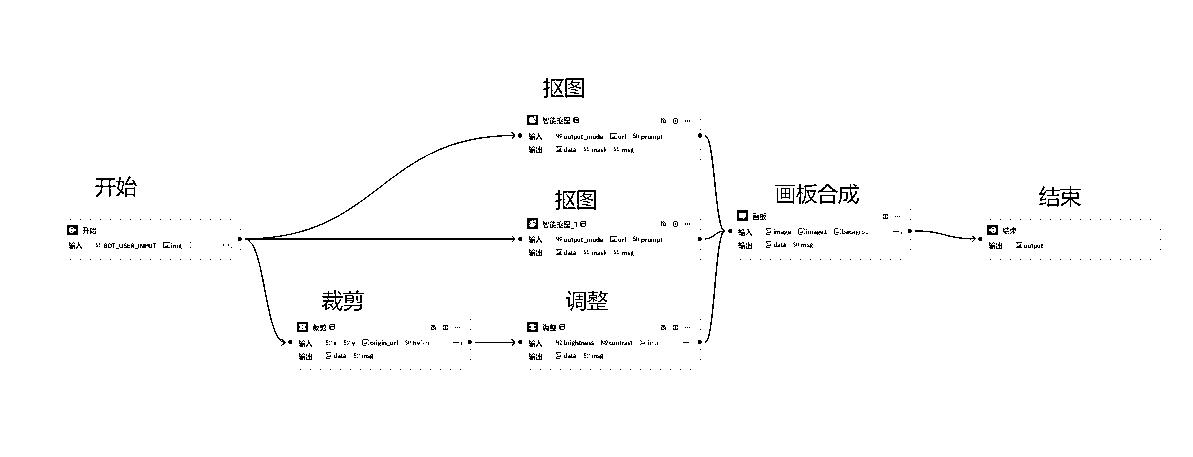 抠图
智能抠图
输入 output_mode url prompt
输出 data mask msg
开始
开始
输入 BOT_USER_INPUT img
抠图
智能抠图_1
输入 output_mode url prompt
输出 data mask msg
画板合成
画板
输入 image image1
输出 data msg
结束
结束
输出 output
裁剪
裁剪
输入 x y origin_url
输出 data msg
调整
调整
输入 brightness contrast
输出 data msg